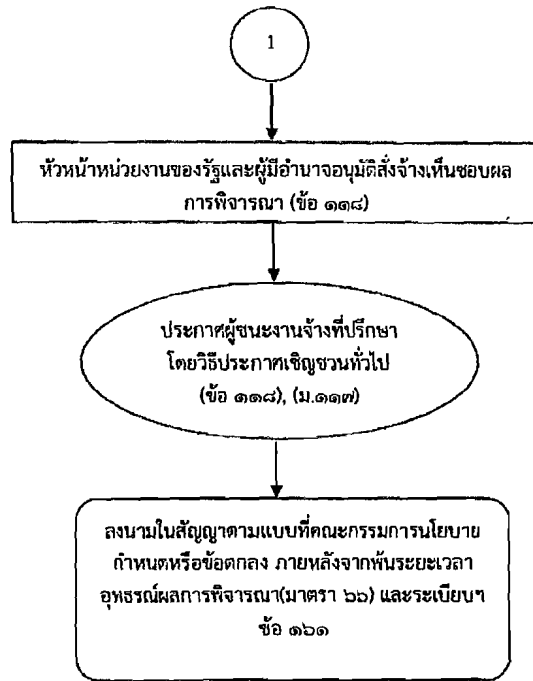 1
หัวหน้าหน่วยงานของรัฐและผู้มีอำนาจอนุมัติสั่งจ้างเห็นชอบผล
การพิจารณา (ข้อ ๑๑๘)
ประกาศผู้ชนะงานจ้างที่ปรึกษา
โดยวิธีประกาศเชิญชวนทั่วไป
(ข้อ ๑๑๘), (ม.๑๑๗)
ลงนามในสัญญาตามแบบที่คณะกรรมการนโยบาย
กำหนดหรือข้อตกลง ภายหลังจากพ้นระยะเวลา
อุทธรณ์ผลการพิจารณา(มาตรา ๖๖) และระเบียบฯ
ข้อ ๑๖๑